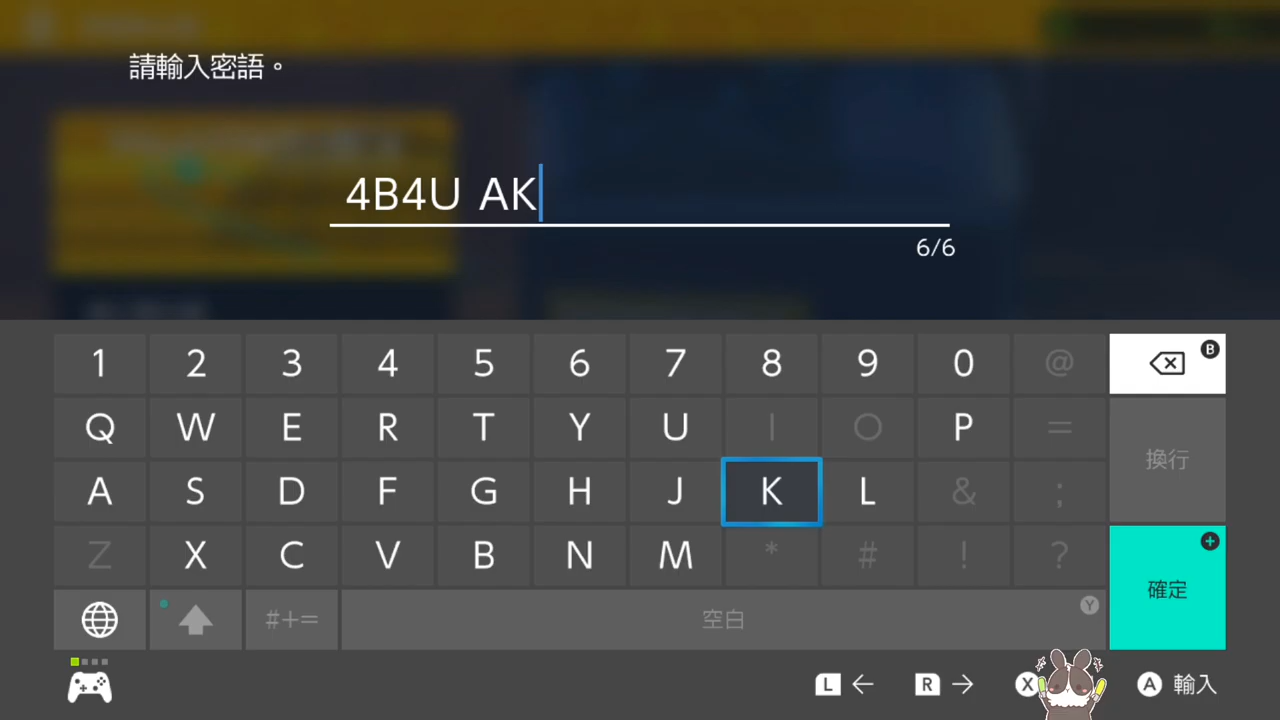 請輸入密語。
4B4U AK
6/6
1 2 3 4 5 6 7 8 9 0 @ B
Q W E R T Y U I O P = 換行
A S D F G H J K L & ;
Z X C V B N M * # ! ? + 確定
#+= 空白 Y
L ← R → X A 輸入